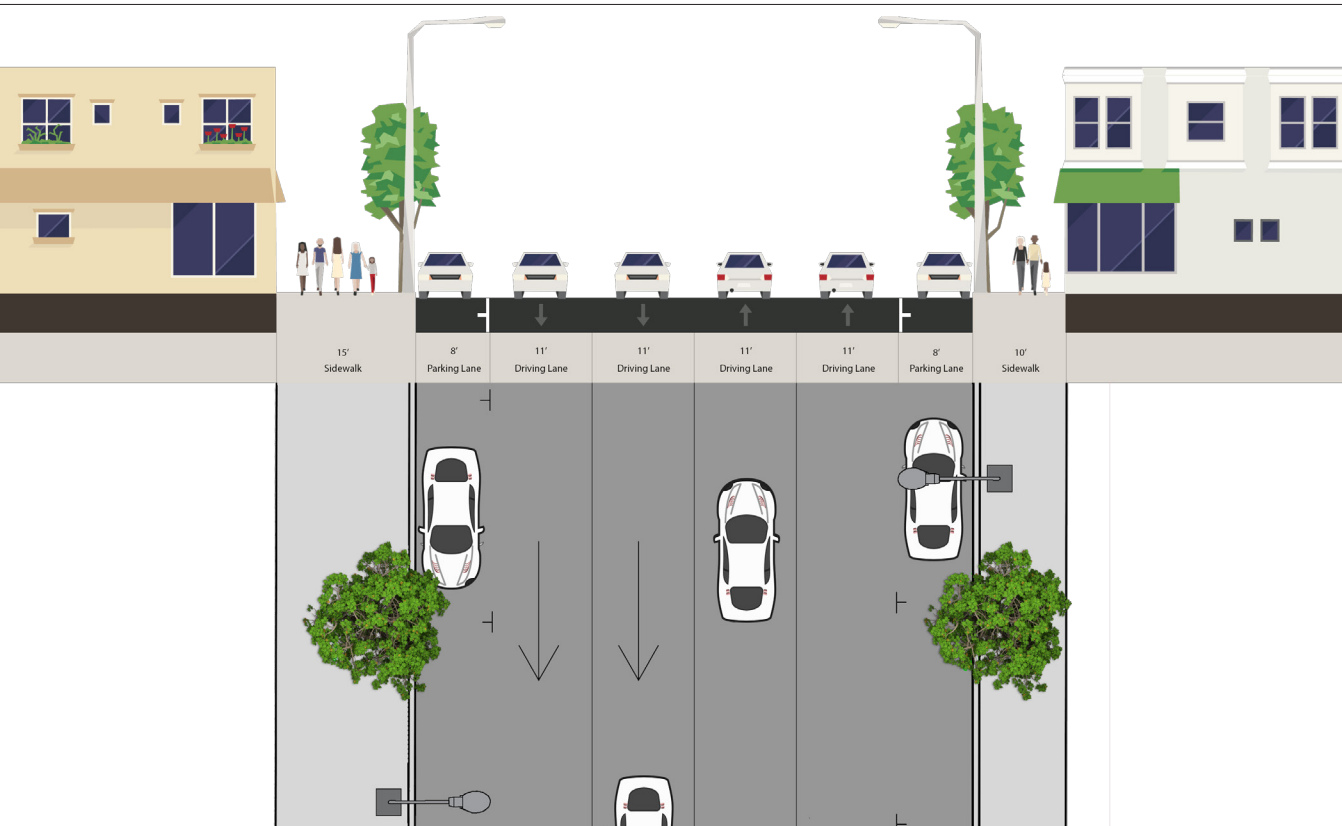 15′
Sidewalk
8′
Parking Lane
11′
Driving Lane
11′
Driving Lane
11′
Driving Lane
11′
Driving Lane
8′
Parking Lane
10′
Sidewalk